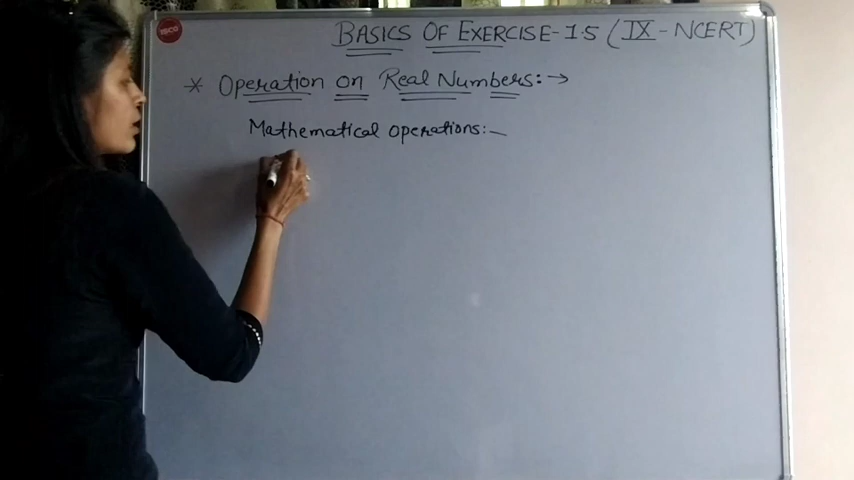 BASICS OF EXERCISE-1.5 (IX - NCERT)
* Operation on Real Numbers:→
Mathematical operations:-